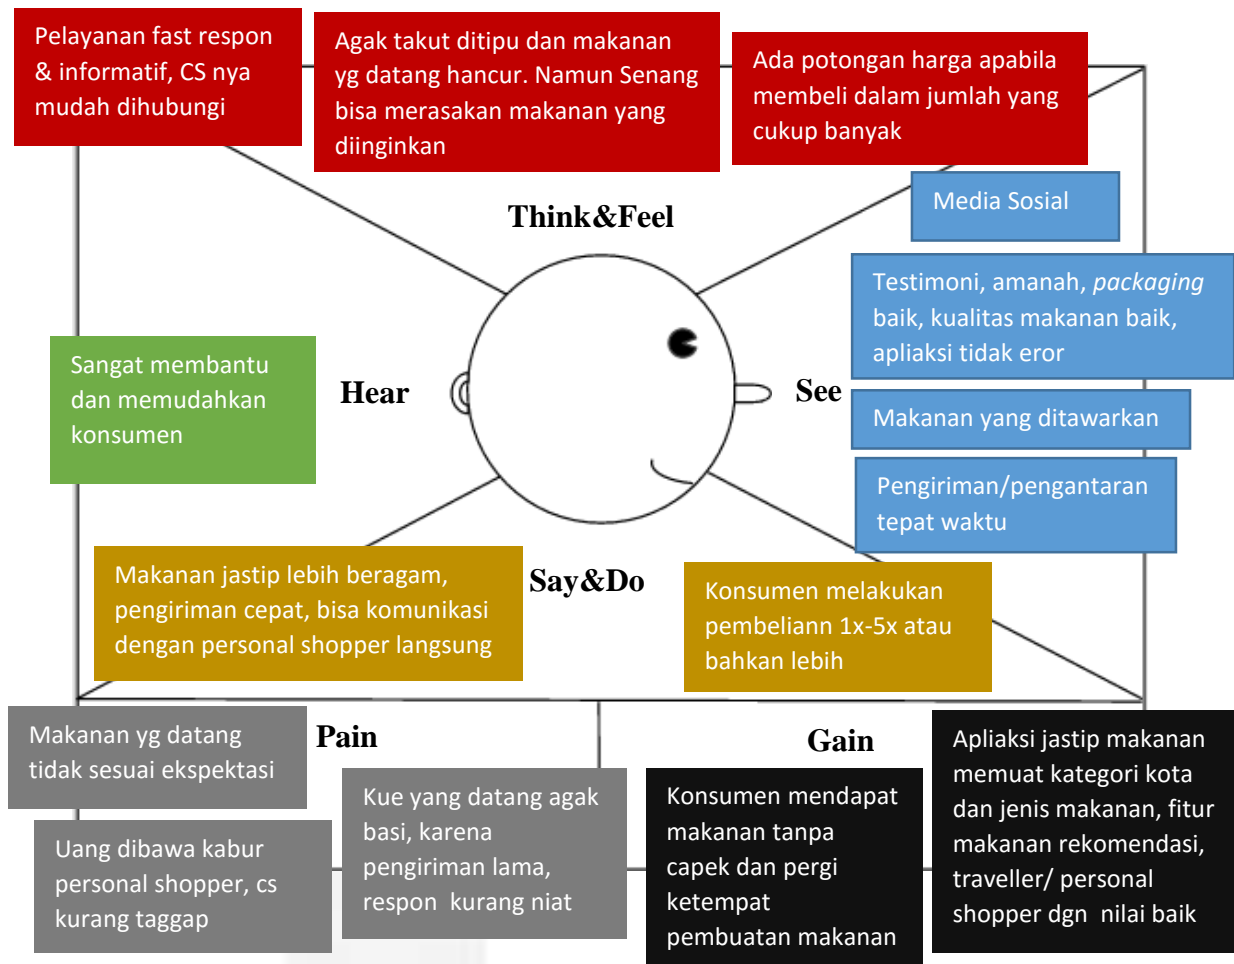 Pelayanan fast respon
& informatif, CS nya
mudah dihubungi
Agak takut ditipu dan makanan
yg datang hancur. Namun Senang
bisa merasakan makanan yang
diinginkan
Ada potongan harga apabila
membeli dalam jumlah yang
cukup banyak
Think&Feel
Media Sosial
Testimoni, amanah, packaging
baik, kualitas makanan baik,
apliaksi tidak eror
Sangat membantu
dan memudahkan
konsumen
Hear
See
Makanan yang ditawarkan
Pengiriman/pengantaran
tepat waktu
Makanan jastip lebih beragam,
pengiriman cepat, bisa komunikasi
dengan personal shopper langsung
Say&Do
Konsumen melakukan
pembeliann 1x-5x atau
bahkan lebih
Makanan yg datang
tidak sesuai ekspektasi
Pain
Uang dibawa kabur
personal shopper, cs
kurang taggap
Kue yang datang agak
basi, karena
pengiriman lama,
respon  kurang niat
Gain
Konsumen mendapat
makanan tanpa
capek dan pergi
ketempat
pembuatan makanan
Apliaksi jastip makanan
memuat kategori kota
dan jenis makanan, fitur
makanan rekomendasi,
traveller/ personal
shopper dgn  nilai baik